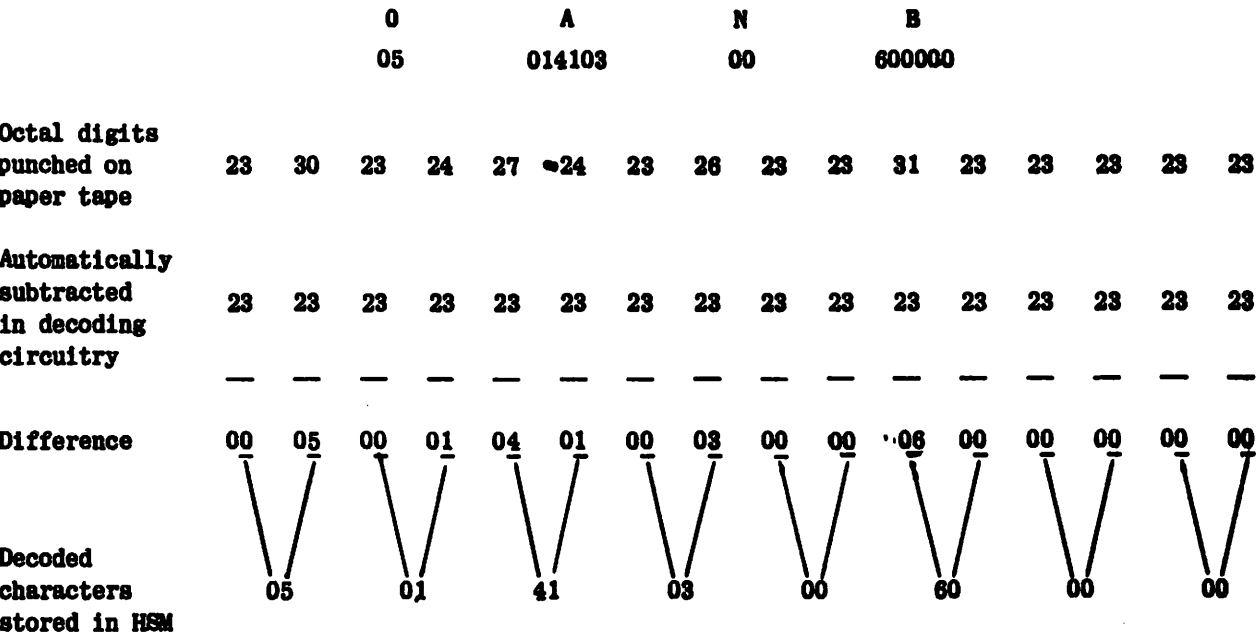 O A N B
05 014103 00 600000
Octal digits
punched on 23 30 23 24 27 24 23 26 23 23 31 23 23 23 23 23
paper tape
Automatically
subtracted 23 23 23 23 23 23 23 23 23 23 23 23 23 23 23 23
in decoding
circuitry
Difference 00 05 00 01 04 01 00 03 00 00 06 00 00 00 00 00
Decoded
characters 05 01 41 03 00 60 00 00
stored in HSM